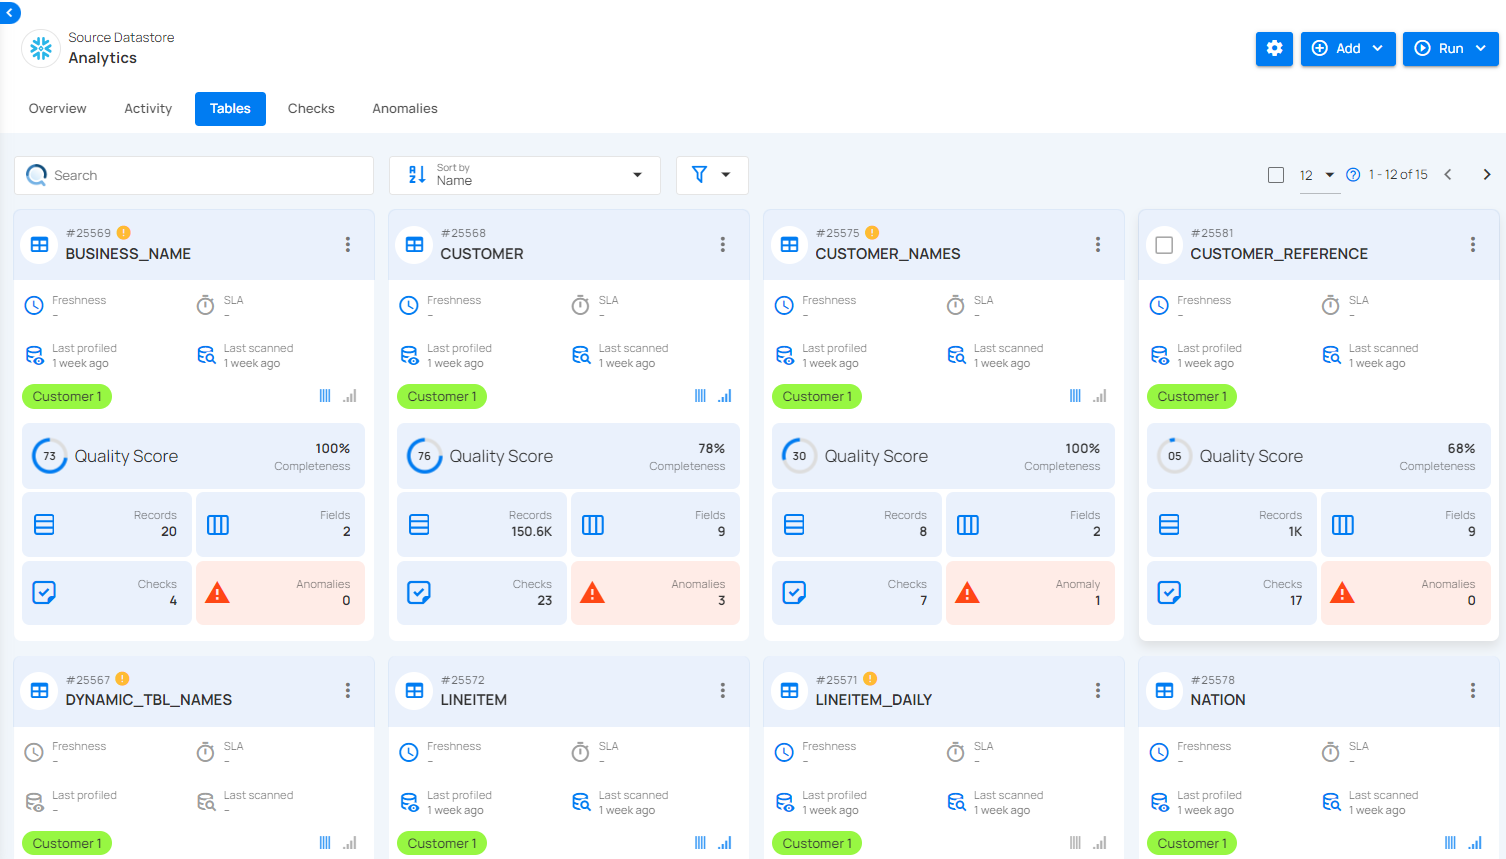 Source Datastore
Analytics
Add
Run
Overview Activity Tables Checks Anomalies
Search
A
Z
Sort by
Name
12
1 - 12 of 15
#25569
BUSINESS_NAME
Freshness
–
SLA
–
Last profiled
1 week ago
Last scanned
1 week ago
Customer 1
73
Quality Score
100%
Completeness
Records
20
Fields
2
Checks
4
Anomalies
0
#25568
CUSTOMER
Freshness
–
SLA
–
Last profiled
1 week ago
Last scanned
1 week ago
Customer 1
76
Quality Score
78%
Completeness
Records
150.6K
Fields
9
Checks
23
Anomalies
3
#25575
CUSTOMER_NAMES
Freshness
–
SLA
–
Last profiled
1 week ago
Last scanned
1 week ago
Customer 1
30
Quality Score
100%
Completeness
Records
8
Fields
2
Checks
7
Anomaly
1
#25581
CUSTOMER_REFERENCE
Freshness
–
SLA
–
Last profiled
1 week ago
Last scanned
1 week ago
Customer 1
05
Quality Score
68%
Completeness
Records
1K
Fields
9
Checks
17
Anomalies
0
#25567
DYNAMIC_TBL_NAMES
Freshness
–
SLA
–
Last profiled
–
Last scanned
–
Customer 1
#25572
LINEITEM
Freshness
–
SLA
–
Last profiled
1 week ago
Last scanned
1 week ago
Customer 1
#25571
LINEITEM_DAILY
Freshness
–
SLA
–
Last profiled
1 week ago
Last scanned
1 week ago
Customer 1
#25578
NATION
Freshness
–
SLA
–
Last profiled
1 week ago
Last scanned
1 week ago
Customer 1